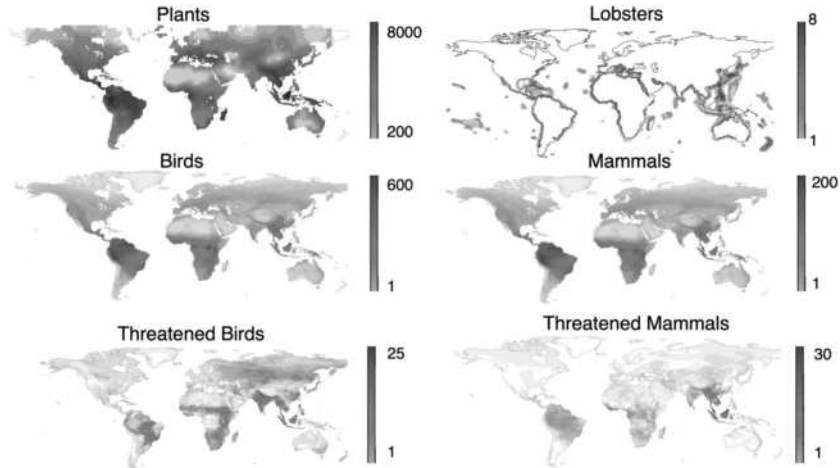 Plants
8000
200
Lobsters
8
1
Birds
600
1
Mammals
200
1
Threatened Birds
25
1
Threatened Mammals
30
1